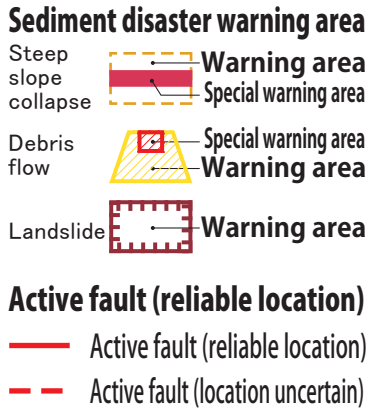 Sediment disaster warning area
Steep
slope
collapse
Warning area
Special warning area
Debris
flow
Special warning area
Warning area
Landslide
Warning area
Active fault (reliable location)
Active fault (reliable location)
Active fault (location uncertain)